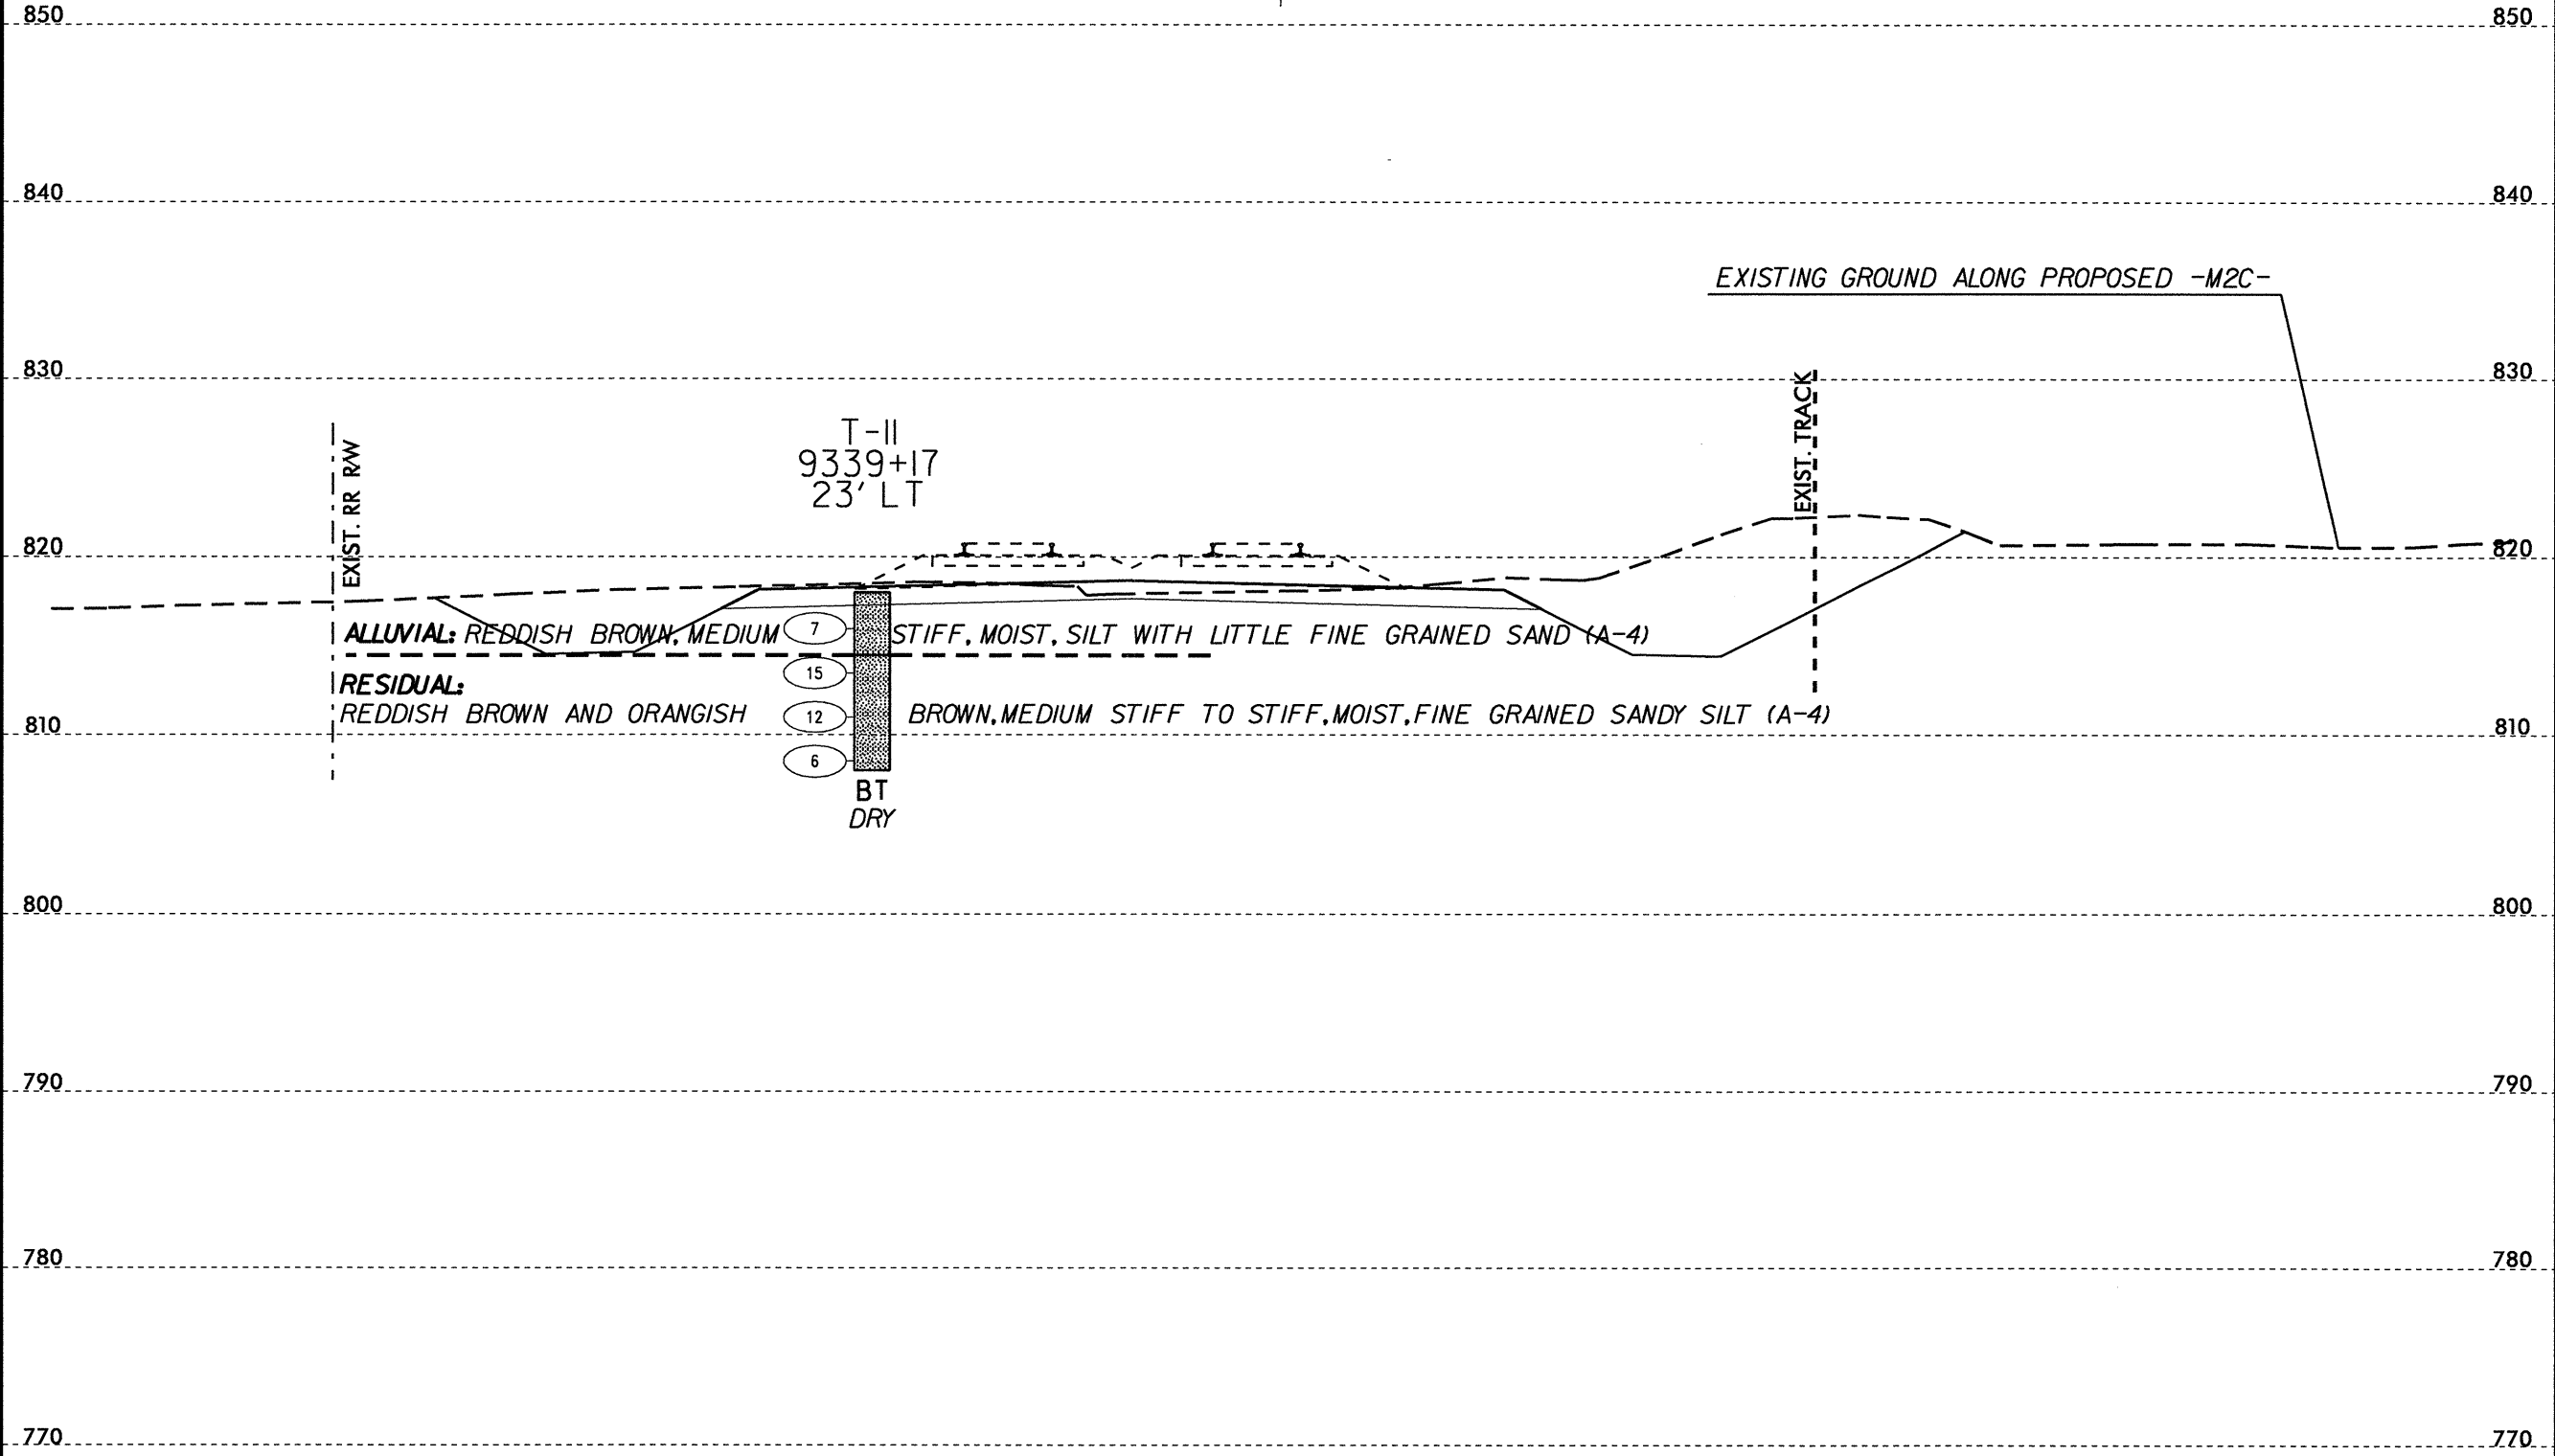 850 850
840 840
EXISTING GROUND ALONG PROPOSED -M2C-
830 830
EXIST. TRACK
T-11
9339+17
23' LT
EXIST. RR R/W
820 820
ALLUVIAL: REDDISH BROWN, MEDIUM 7 STIFF, MOIST, SILT WITH LITTLE FINE GRAINED SAND (A-4)
15
RESIDUAL:
REDDISH BROWN AND ORANGISH 12 BROWN, MEDIUM STIFF TO STIFF, MOIST, FINE GRAINED SANDY SILT (A-4)
810 810
6
BT
DRY
800 800
790 790
780 780
770 770